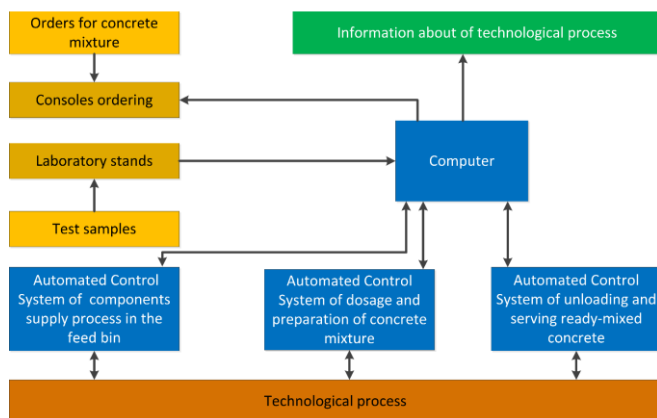 Orders for concrete
mixture
Information about of technological process
Consoles ordering
Laboratory stands
Computer
Test samples
Automated Control
System of components
supply process in the
feed bin
Automated Control
System of dosage and
preparation of concrete
mixture
Automated Control
System of unloading and
serving ready-mixed
concrete
Technological process